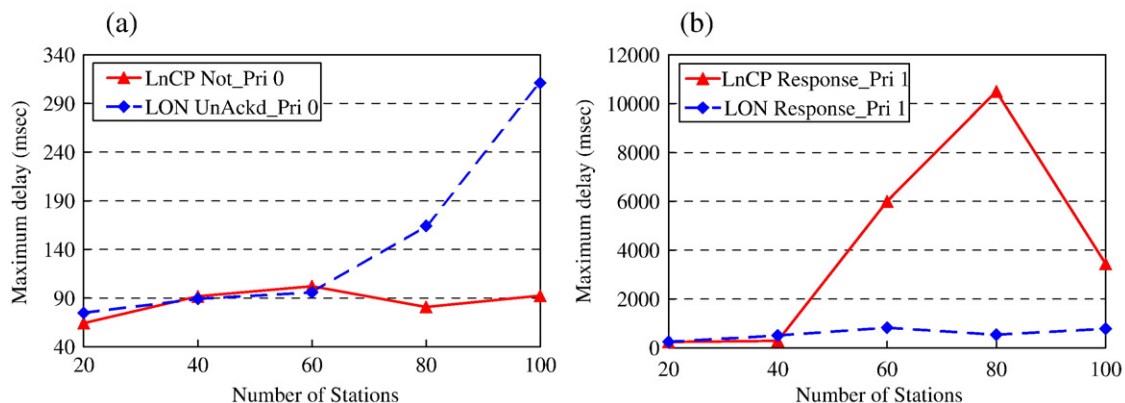 (a)
340
290
240
190
140
90
40
Maximum delay (msec)
LnCP Not_Pri 0
LON UnAckd_Pri 0
20 40 60 80 100
Number of Stations
(b)
12000
10000
8000
6000
4000
2000
0
Maximum delay (msec)
LnCP Response_Pri 1
LON Response_Pri 1
20 40 60 80 100
Number of Stations